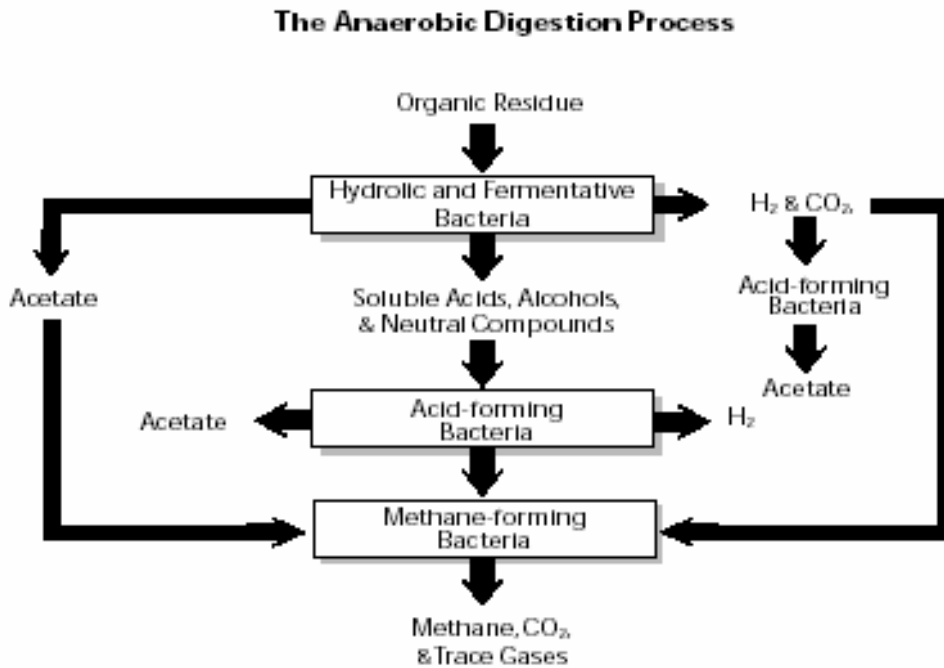 The Anaerobic Digestion Process
Organic Residue
Hydrolic and Fermentative
Bacteria
H₂ & CO₂,
Acetate
Soluble Acids, Alcohols,
& Neutral Compounds
Acid-forming
Bacteria
Acetate
Acetate
Acid-forming
Bacteria
H₂
Methane-forming
Bacteria
Methane, CO₂,
& Trace Gases